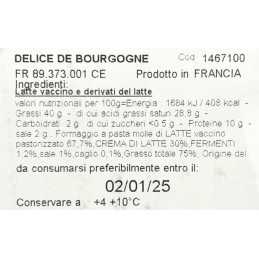 DELICE DE BOURGOGNE Cod 1467100
FR 89.373.001 CE Prodotto in FRANCIA
Ingredienti:
Latte vaccino e derivati del latte
valori nutrizionali per 100g=Energia : 1684 kJ / 408 kcal -
Grassi 40 g - di cui acidi grassi saturi 28,8 g -
Carboidrati 2 g di cui zuccheri <0.5 g - Proteine 10 g -
sale 2 g . Formaggio a pasta molle di LATTE vaccino
pastorizzato 67,7%,CREMA DI LATTE 30%,FERMENTI
1,2%,sale 1%,caglio 0,1%,Grasso totale 75%, Origine del
da consumarsi preferibilmente entro il:
02/01/25
Conservare a +4 +10°C